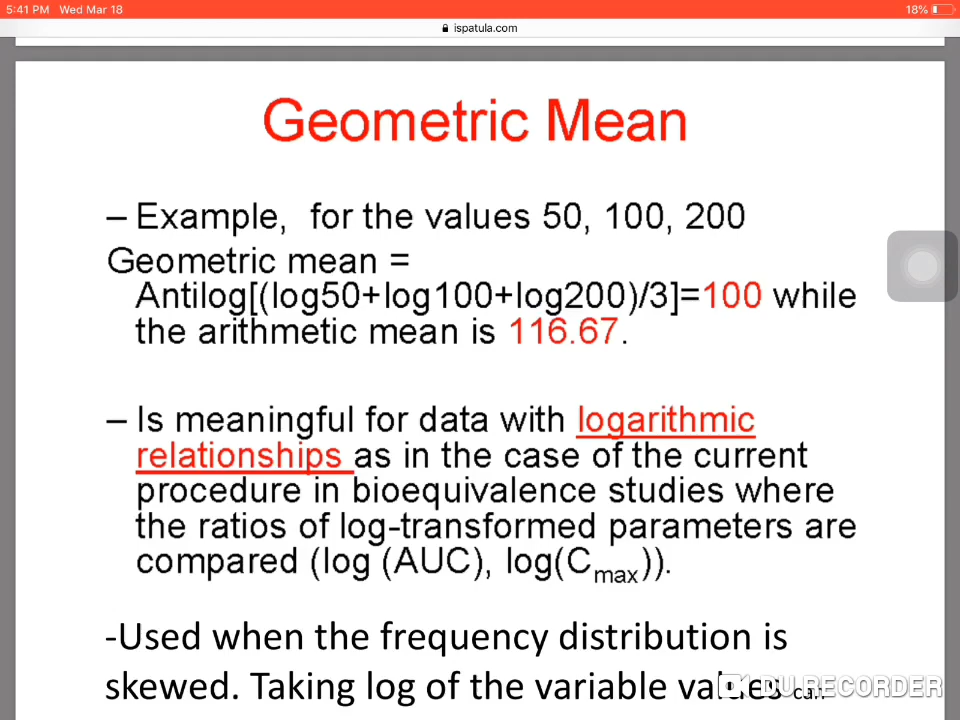 5:41 PM Wed Mar 18
18%
ispatula.com
Geometric Mean
– Example, for the values 50, 100, 200
Geometric mean =
Antilog[(log50+log100+log200)/3]=100 while
the arithmetic mean is 116.67.
– Is meaningful for data with logarithmic
relationships as in the case of the current
procedure in bioequivalence studies where
the ratios of log-transformed parameters are
compared (log (AUC), log(Cmax)).
-Used when the frequency distribution is
skewed. Taking log of the variable values can
DU RECORDER